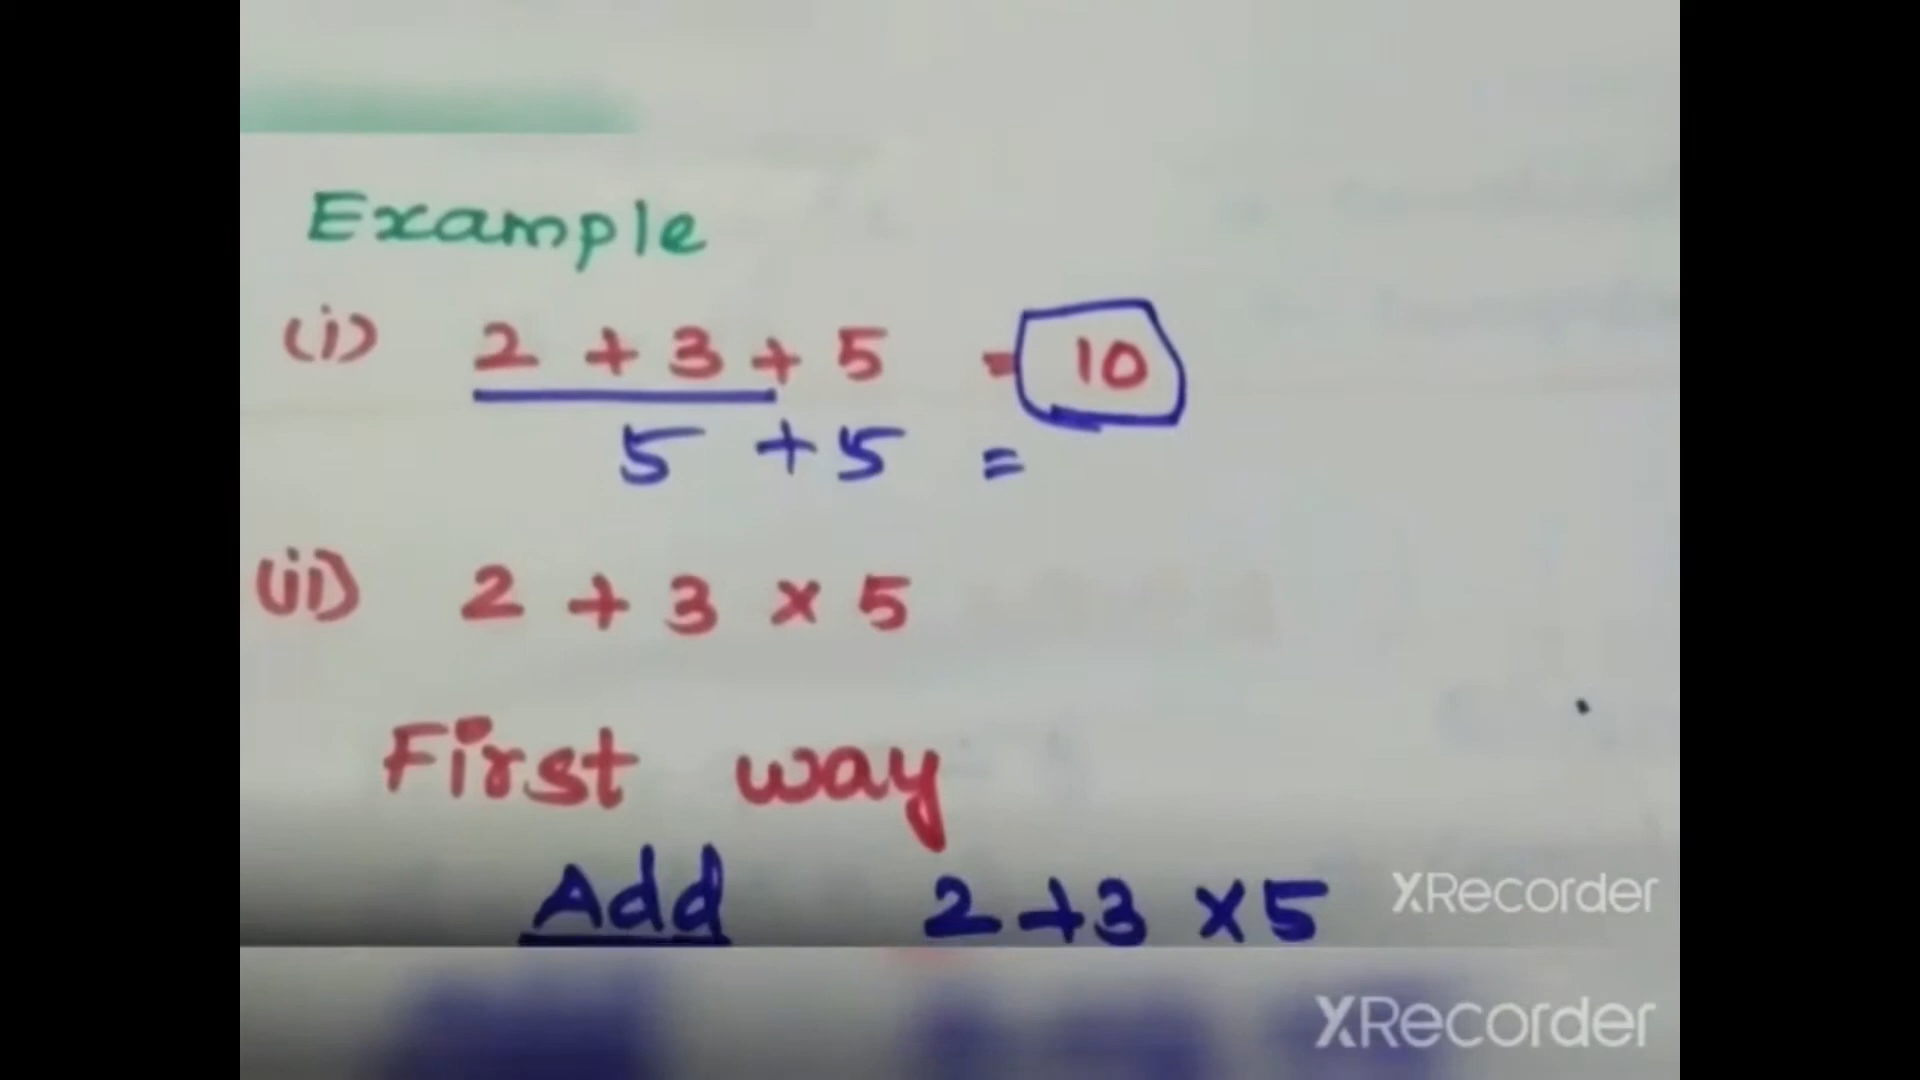 Example
(i) 2 + 3 + 5 = 10
5 + 5 =
(ii) 2 + 3 × 5
First way
Add 2 + 3 × 5
XRecorder
XRecorder